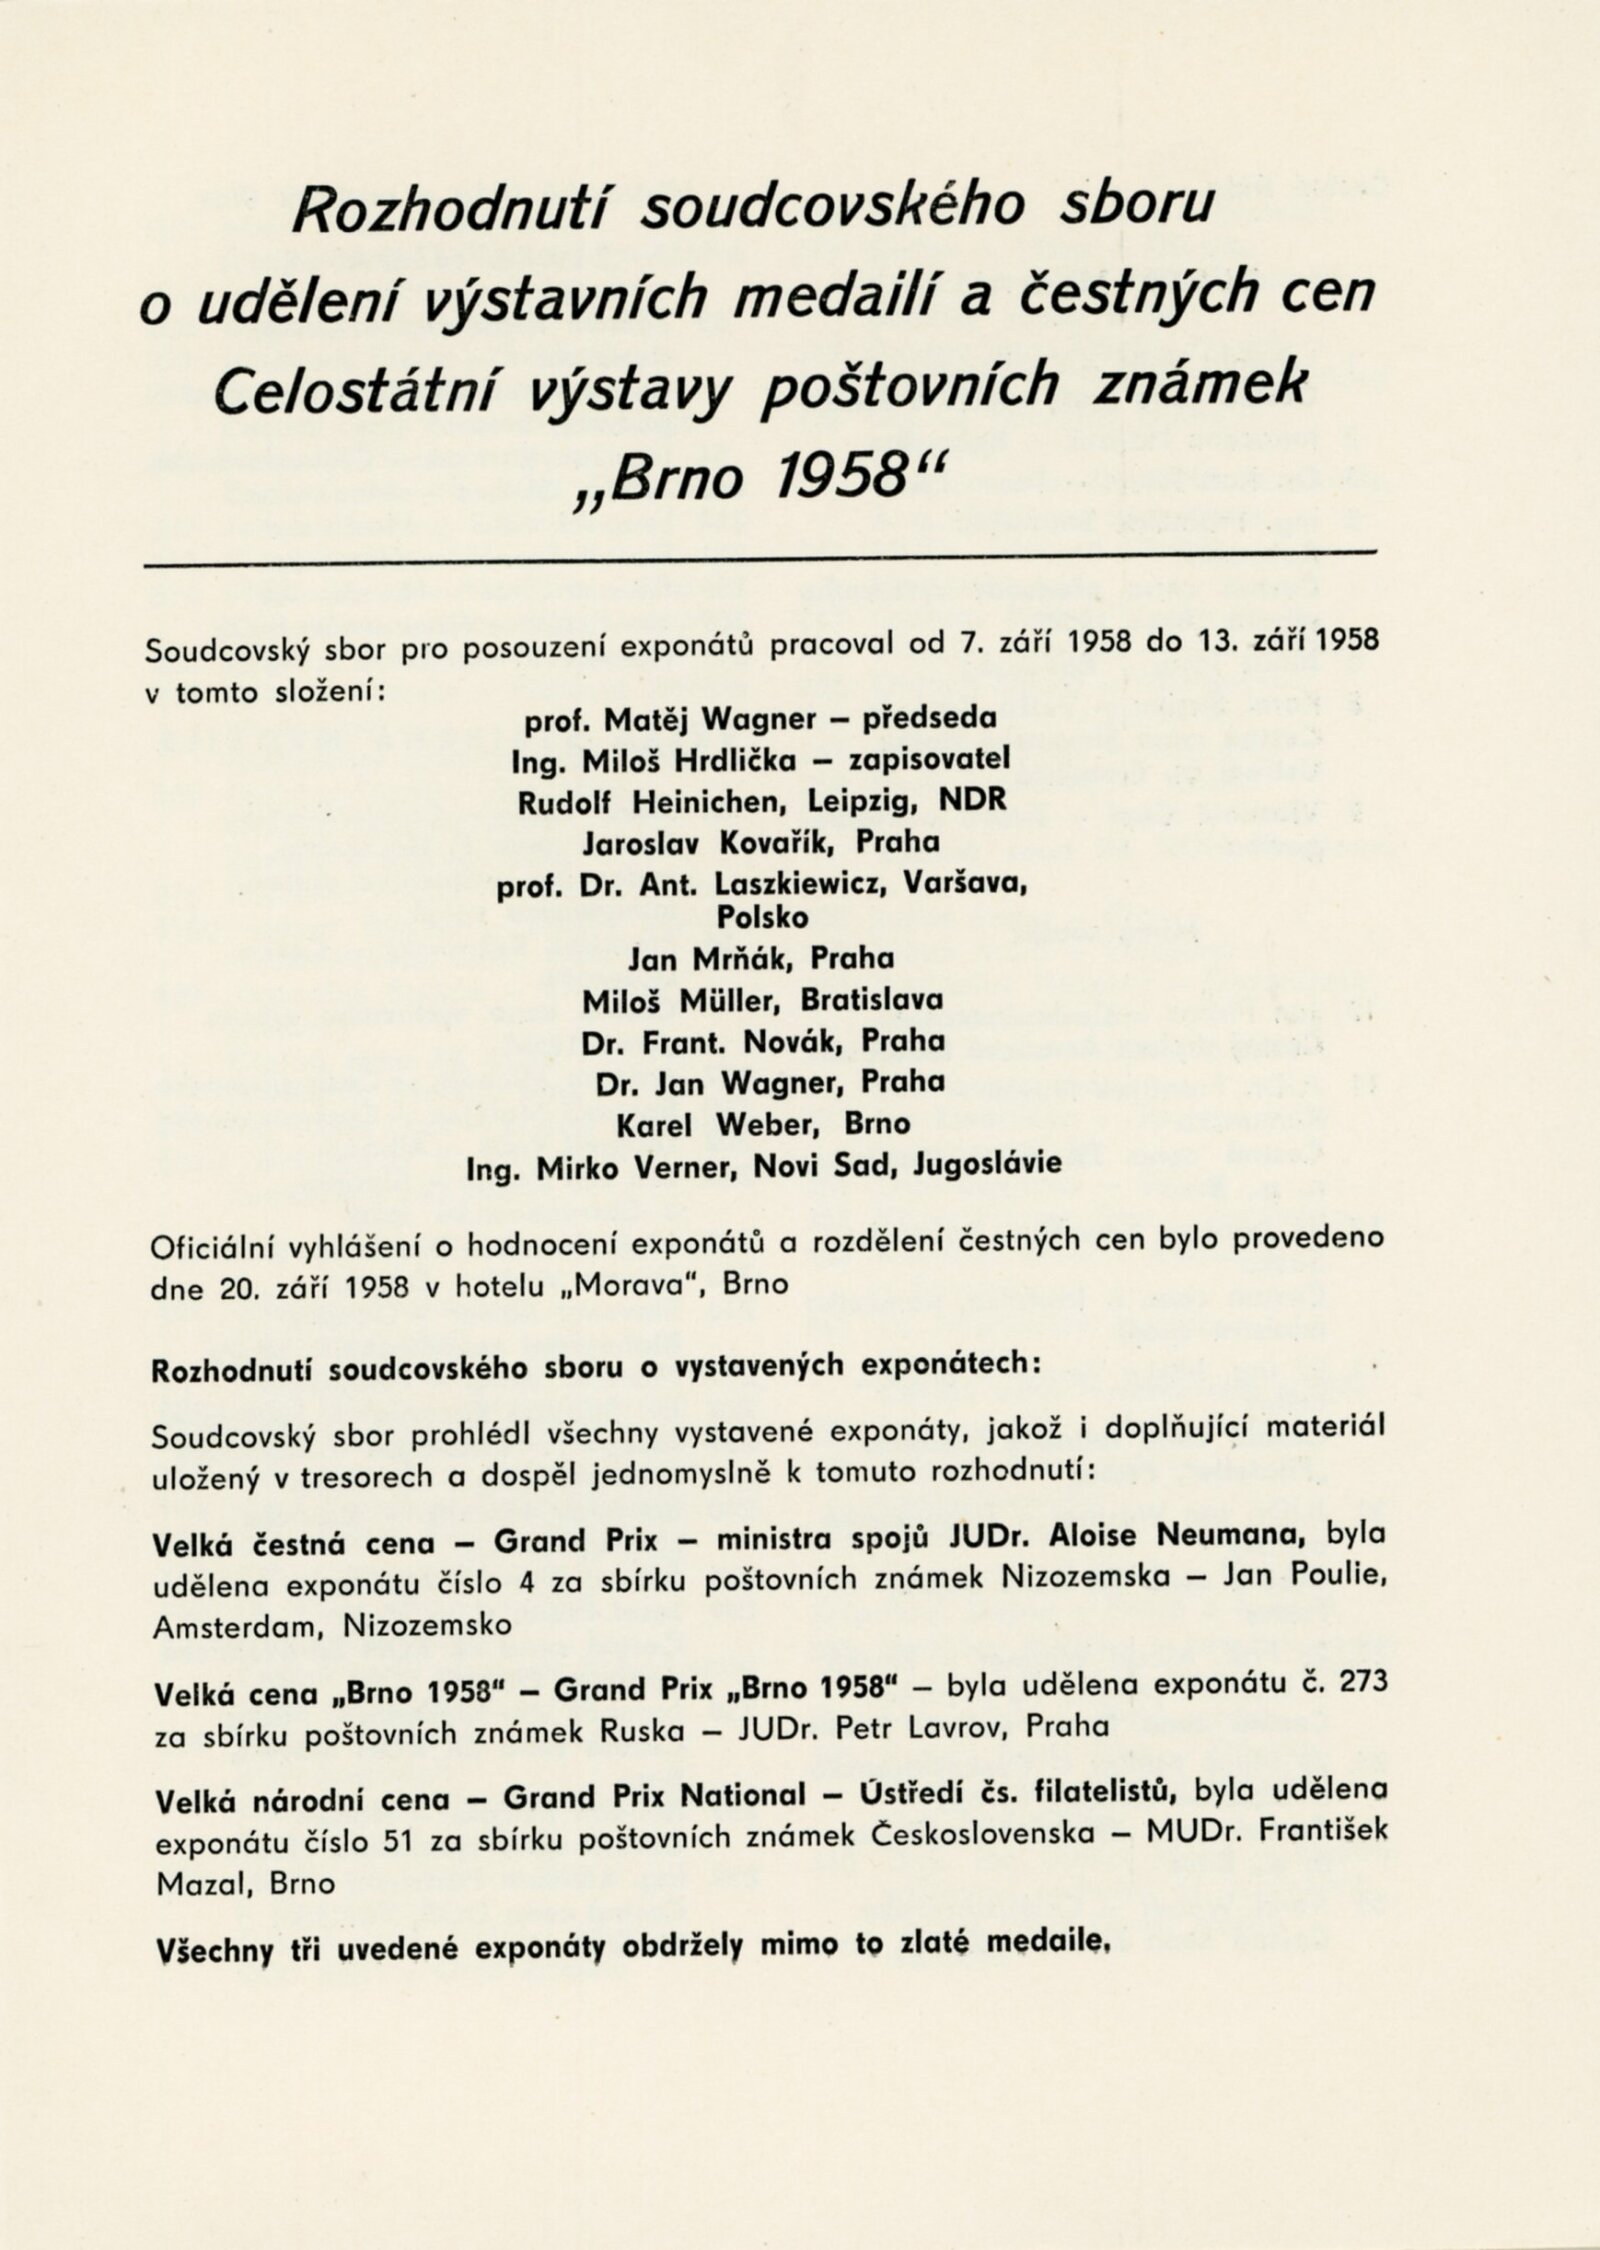 Rozhodnutí soudcovského sboru
o udělení výstavních medailí a čestných cen
Celostátní výstavy poštovních známek
„Brno 1958“
Soudcovský sbor pro posouzení exponátů pracoval od 7. září 1958 do 13. září 1958
v tomto složení:
prof. Matěj Wagner – předseda
Ing. Miloš Hrdlička – zapisovatel
Rudolf Heinichen, Leipzig, NDR
Jaroslav Kovařík, Praha
prof. Dr. Ant. Laszkiewicz, Varšava,
Polsko
Jan Mrňák, Praha
Miloš Müller, Bratislava
Dr. Frant. Novák, Praha
Dr. Jan Wagner, Praha
Karel Weber, Brno
Ing. Mirko Verner, Novi Sad, Jugoslávie
Oficiální vyhlášení o hodnocení exponátů a rozdělení čestných cen bylo provedeno
dne 20. září 1958 v hotelu „Morava“, Brno
Rozhodnutí soudcovského sboru o vystavených exponátech:
Soudcovský sbor prohlédl všechny vystavené exponáty, jakož i doplňující materiál
uložený v tresorech a dospěl jednomyslně k tomuto rozhodnutí:
Velká čestná cena – Grand Prix – ministra spojů JUDr. Aloise Neumana, byla
udělena exponátu číslo 4 za sbírku poštovních známek Nizozemska – Jan Poulie,
Amsterdam, Nizozemsko
Velká cena „Brno 1958“ – Grand Prix „Brno 1958“ – byla udělena exponátu č. 273
za sbírku poštovních známek Ruska – JUDr. Petr Lavrov, Praha
Velká národní cena – Grand Prix National – Ústředí čs. filatelistů, byla udělena
exponátu číslo 51 za sbírku poštovních známek Československa – MUDr. František
Mazal, Brno
Všechny tři uvedené exponáty obdržely mimo to zlaté medaile.